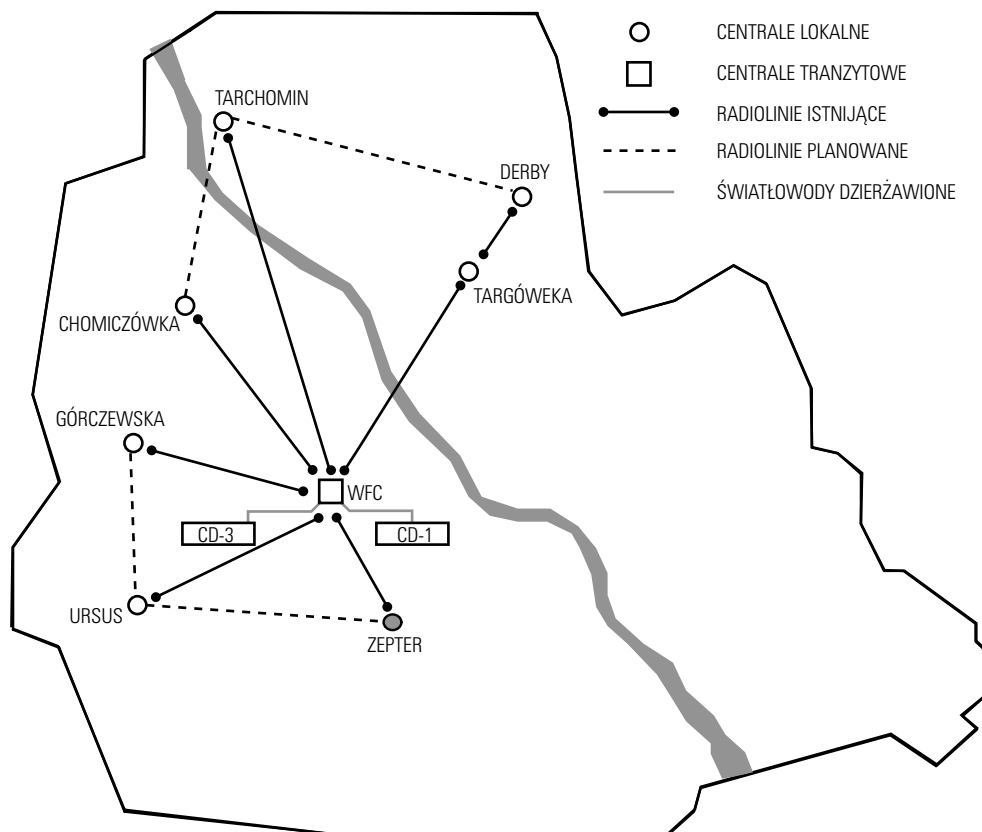 CENTRALE LOKALNE
CENTRALE TRANZYTOWE
RADIOLINIE ISTNIJĄCE
RADIOLINIE PLANOWANE
ŚWIATŁOWODY DZIERŻAWIONE
TARCHOMIN
DERBY
TARGÓWEKA
CHOMICZÓWKA
GÓRCZEWSKA
WFC
CD-3
CD-1
URSUS
ZEPTER